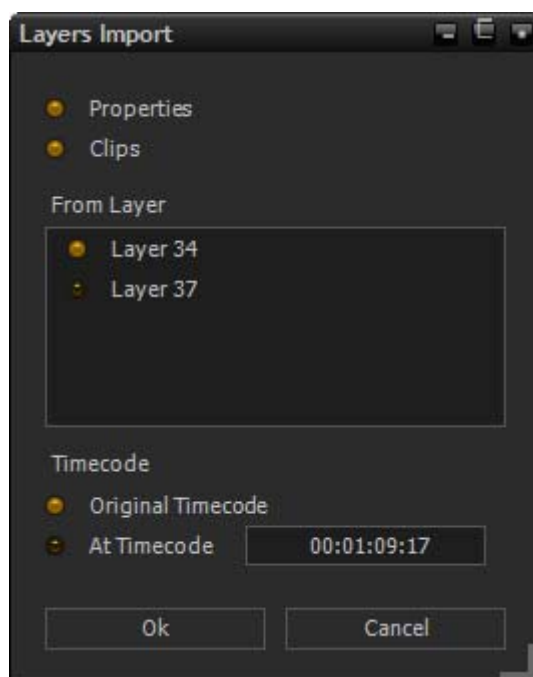 Layers Import
Properties
Clips
From Layer
Layer 34
Layer 37
Timecode
Original Timecode
At Timecode 00:01:09:17
Ok Cancel